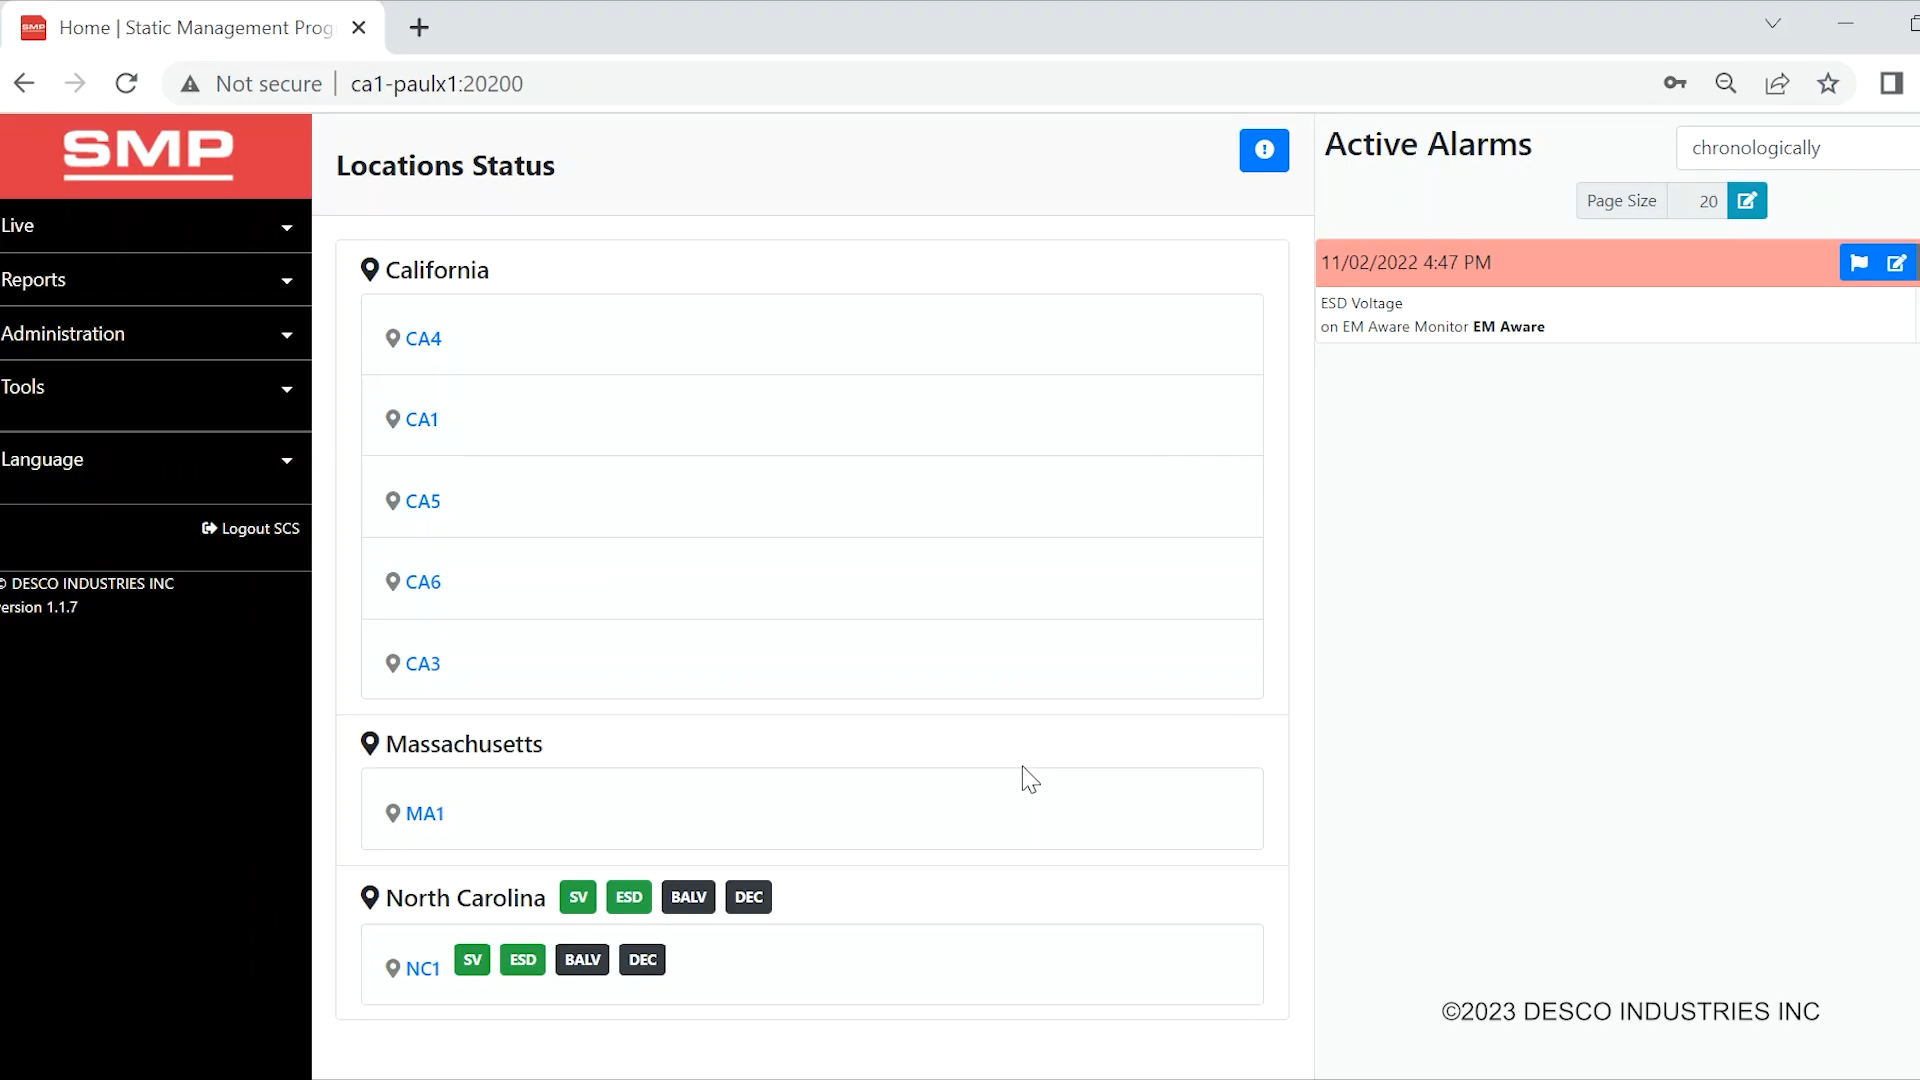 SMP
Home | Static Management Prog
Not secure
ca1-paulx1:20200
SMP
Live
Reports
Administration
Tools
Language
Logout SCS
© DESCO INDUSTRIES INC
ersion 1.1.7
Locations Status
California
CA4
CA1
CA5
CA6
CA3
Massachusetts
MA1
North Carolina SV ESD BALV DEC
NC1 SV ESD BALV DEC
Active Alarms
chronologically
Page Size 20
11/02/2022 4:47 PM
ESD Voltage
on EM Aware Monitor EM Aware
©2023 DESCO INDUSTRIES INC